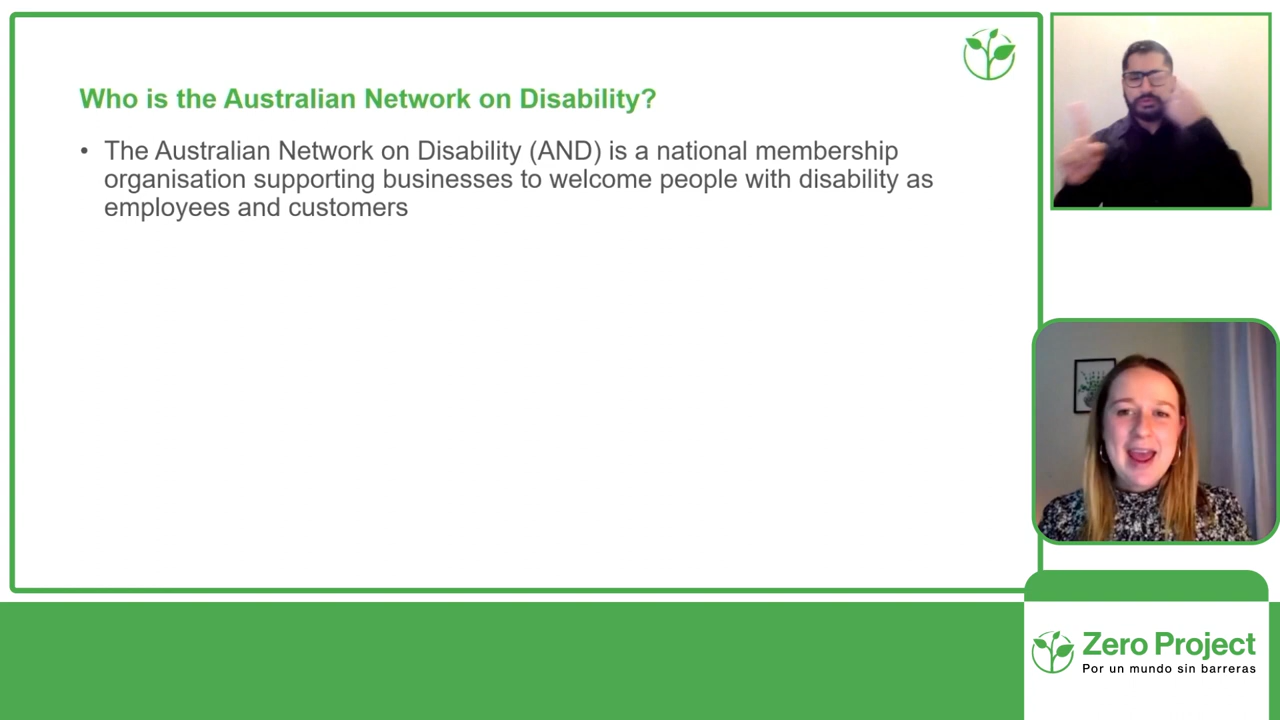 Who is the Australian Network on Disability?
• The Australian Network on Disability (AND) is a national membership
organisation supporting businesses to welcome people with disability as
employees and customers
Zero Project
Por un mundo sin barreras